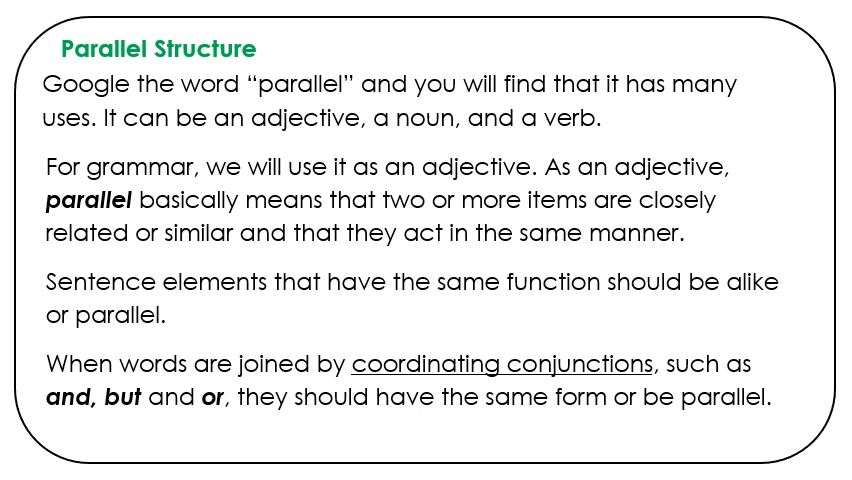 Parallel Structure
Google the word “parallel” and you will find that it has many
uses. It can be an adjective, a noun, and a verb.
For grammar, we will use it as an adjective. As an adjective,
parallel basically means that two or more items are closely
related or similar and that they act in the same manner.
Sentence elements that have the same function should be alike
or parallel.
When words are joined by coordinating conjunctions, such as
and, but and or, they should have the same form or be parallel.